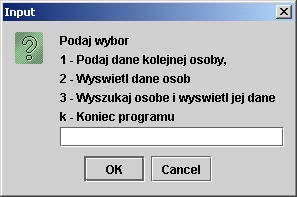 Input
Podaj wybor
1 - Podaj dane kolejnej osoby,
2 - Wyswietl dane osob
3 - Wyszukaj osobe i wyswietl jej dane
k - Koniec programu
OK Cancel